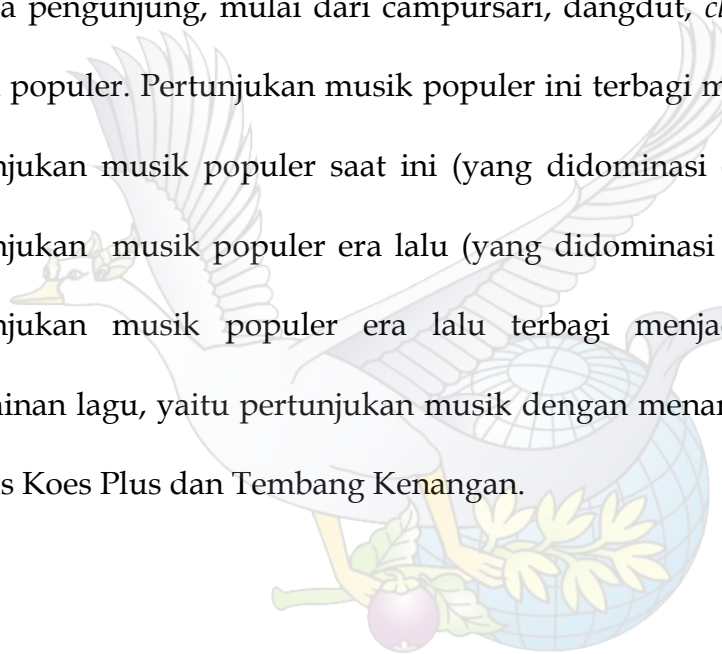 a pengunjung, mulai dari campursari, dangdut,
populer. Pertunjukan musik populer ini terbagi
njukan musik populer saat ini (yang didominasi
njukan musik populer era lalu (yang didominasi
njukan musik populer era lalu terbagi menja
inan lagu, yaitu pertunjukan musik dengan menan
s Koes Plus dan Tembang Kenangan.